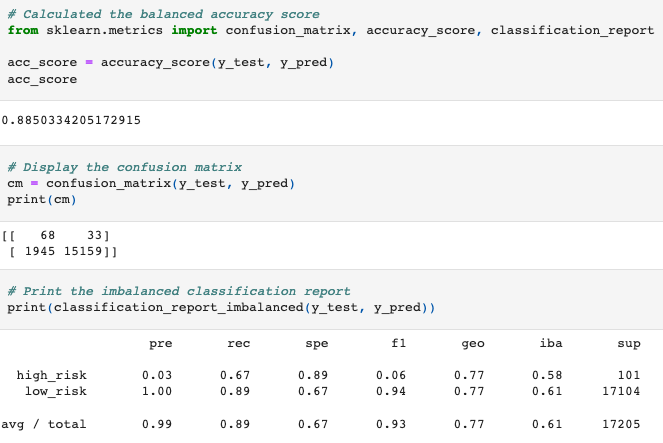 # Calculated the balanced accuracy score
from sklearn.metrics import confusion_matrix, accuracy_score, classification_report
acc_score = accuracy_score(y_test, y_pred)
acc_score
0.8850334205172915
# Display the confusion matrix
cm = confusion_matrix(y_test, y_pred)
print(cm)
[[   68    33]
 [ 1945 15159]]
# Print the imbalanced classification report
print(classification_report_imbalanced(y_test, y_pred))
pre rec spe f1 geo iba sup
high_risk 0.03 0.67 0.89 0.06 0.77 0.58 101
low_risk 1.00 0.89 0.67 0.94 0.77 0.61 17104
avg / total 0.99 0.89 0.67 0.93 0.77 0.61 17205